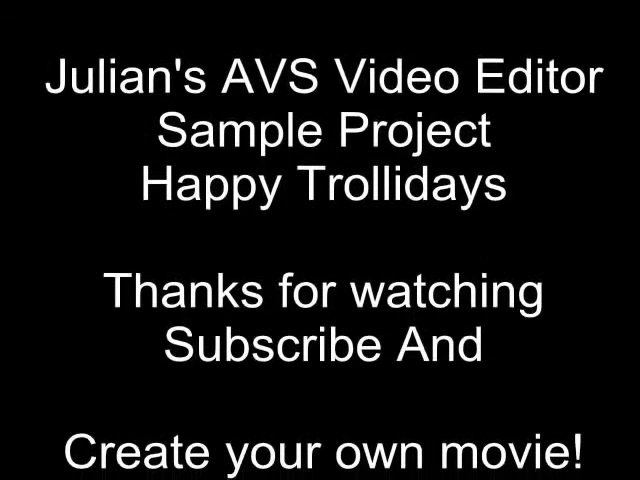 Julian's AVS Video Editor
Sample Project
Happy Trollidays
Thanks for watching
Subscribe And
Create your own movie!